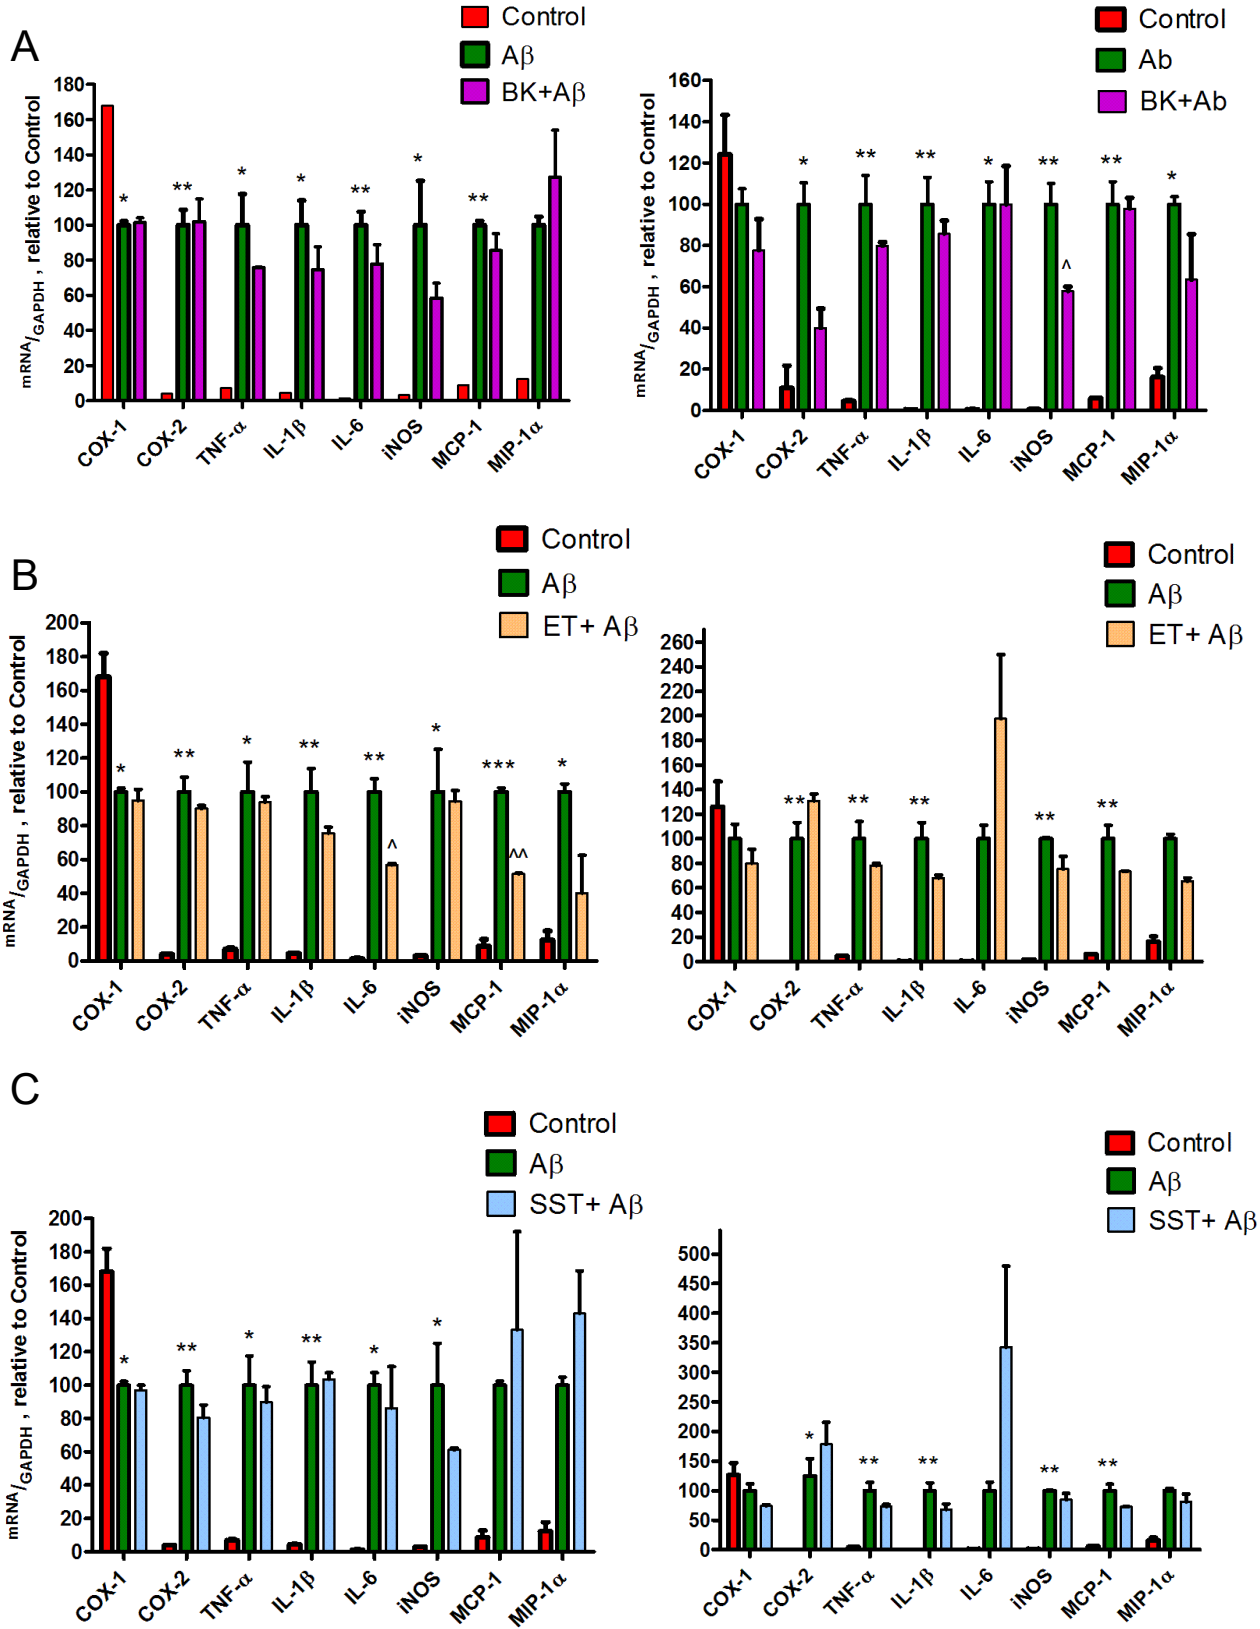 A
Control
Aβ
BK+Aβ
mRNA/GAPDH , relative to Control
180
160
140
120
100
80
60
40
20
0
* ** * * ** * **
COX-1 COX-2 TNF-α IL-1β IL-6 iNOS MCP-1 MIP-1α
Control
Ab
BK+Ab
mRNA/GAPDH , relative to Control
160
140
120
100
80
60
40
20
0
* ** ** * ** ^ ** *
COX-1 COX-2 TNF-α IL-1β IL-6 iNOS MCP-1 MIP-1α
B
Control
Aβ
ET+ Aβ
mRNA/GAPDH , relative to Control
200
180
160
140
120
100
80
60
40
20
0
* ** * ** ** ^ * *** ^^ *
COX-1 COX-2 TNF-α IL-1β IL-6 iNOS MCP-1 MIP-1α
Control
Aβ
ET+ Aβ
260
240
220
200
180
160
140
120
100
80
60
40
20
0
** ** ** ** **
COX-1 COX-2 TNF-α IL-1β IL-6 iNOS MCP-1 MIP-1α
C
Control
Aβ
SST+ Aβ
mRNA/GAPDH , relative to Control
200
180
160
140
120
100
80
60
40
20
0
* ** * ** * *
COX-1 COX-2 TNF-α IL-1β IL-6 iNOS MCP-1 MIP-1α
Control
Aβ
SST+ Aβ
500
450
400
350
300
250
200
150
100
50
0
* ** ** ** **
COX-1 COX-2 TNF-α IL-1β IL-6 iNOS MCP-1 MIP-1α